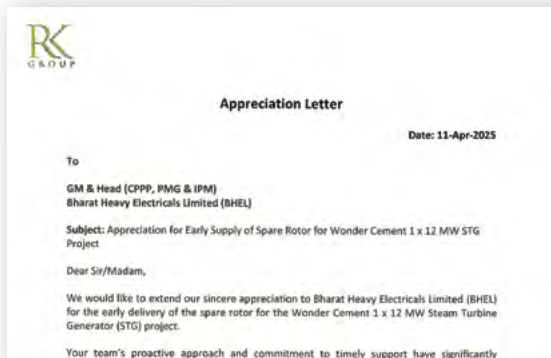 RK
GROUP
Appreciation Letter
Date: 11-Apr-2025
To
GM & Head (CPPP, PMG & IPM)
Bharat Heavy Electricals Limited (BHEL)
Subject: Appreciation for Early Supply of Spare Rotor for Wonder Cement 1 x 12 MW STG
Project
Dear Sir/Madam,
We would like to extend our sincere appreciation to Bharat Heavy Electricals Limited (BHEL)
for the early delivery of the spare rotor for the Wonder Cement 1 x 12 MW Steam Turbine
Generator (STG) project.
Your team's proactive approach and commitment to timely support have significantly